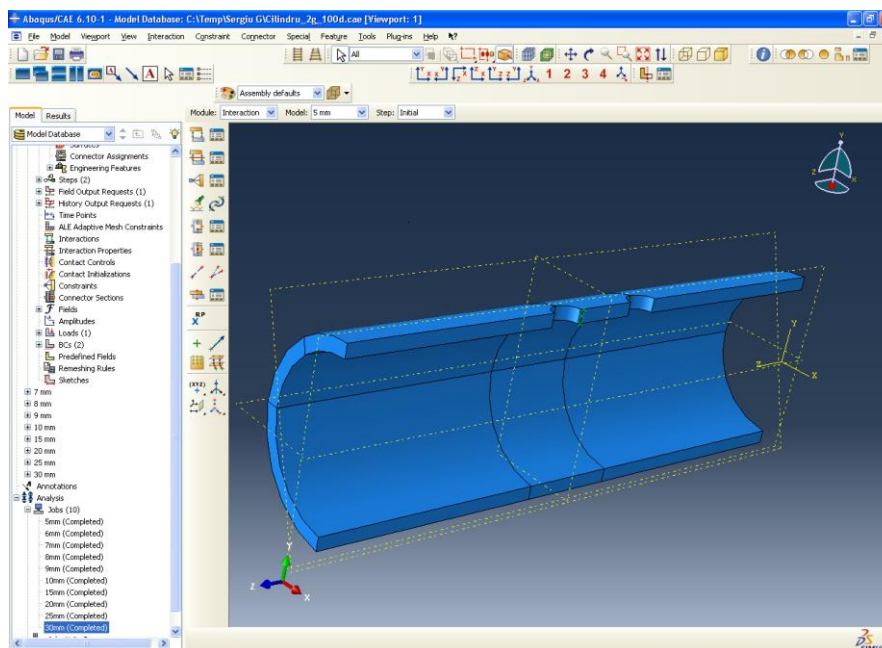 Abaqus/CAE 6.10-1 - Model Database: C:\Temp\Sergiu G\Cilindru_2g_100d.cae [Viewport: 1]
File Model Viewport View Interaction Constraint Connector Special Feature Tools Plug-ins Help
All
A
1 2 3 4
Assembly defaults
Model Results
Module: Interaction Model: 5 mm Step: Initial
Model Database
Connector Assignments
Engineering Features
Steps (2)
Field Output Requests (1)
History Output Requests (1)
Time Points
ALE Adaptive Mesh Constraints
Interactions
Interaction Properties
Contact Controls
Contact Initializations
Constraints
Connector Sections
Fields
Amplitudes
Loads (1)
BCs (2)
Predefined Fields
Remeshing Rules
Sketches
7 mm
8 mm
9 mm
10 mm
15 mm
20 mm
25 mm
30 mm
Annotations
Analysis
Jobs (10)
5mm (Completed)
6mm (Completed)
7mm (Completed)
8mm (Completed)
9mm (Completed)
10mm (Completed)
15mm (Completed)
20mm (Completed)
25mm (Completed)
30mm (Completed)
RP
(XYZ)
Y
Z
X
Y
Z
X
Y
Z
X